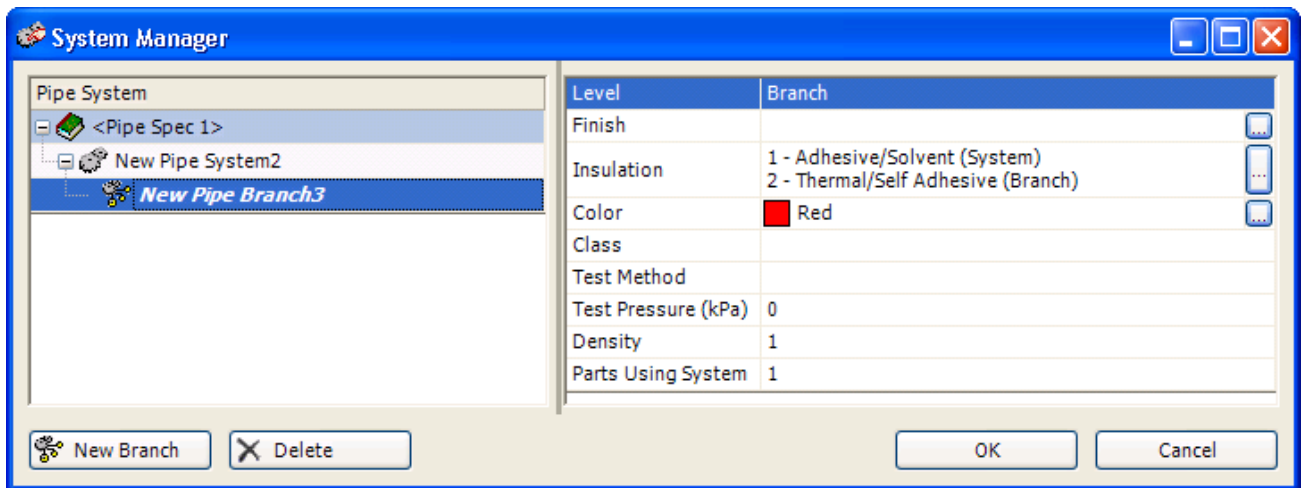 System Manager
Pipe System
<Pipe Spec 1>
New Pipe System2
New Pipe Branch3
Level Branch
Finish ...
Insulation 1 - Adhesive/Solvent (System)
2 - Thermal/Self Adhesive (Branch) ...
Color Red ...
Class
Test Method
Test Pressure (kPa) 0
Density 1
Parts Using System 1
New Branch Delete OK Cancel